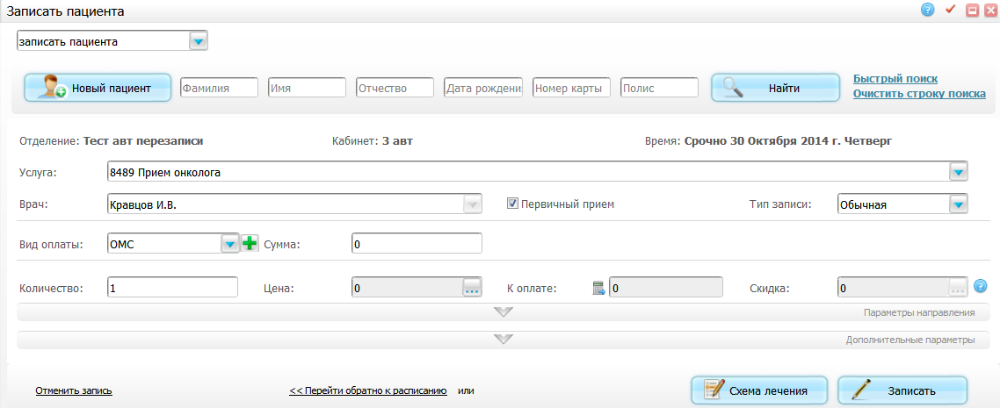 Записать пациента
записать пациента
Новый пациент Фамилия Имя Отчество Дата рождени Номер карты Полис Найти Быстрый поиск
Очистить строку поиска
Отделение: Тест авт перезаписи Кабинет: 3 авт Время: Срочно 30 Октября 2014 г. Четверг
Услуга: 8489 Прием онколога
Врач: Кравцов И.В. Первичный прием Тип записи: Обычная
Вид оплаты: ОМС Сумма: 0
Количество: 1 Цена: 0 ... К оплате: 0 Скидка: 0 ... ?
Параметры направления
Дополнительные параметры
Отменить запись << Перейти обратно к расписанию или Схема лечения Записать